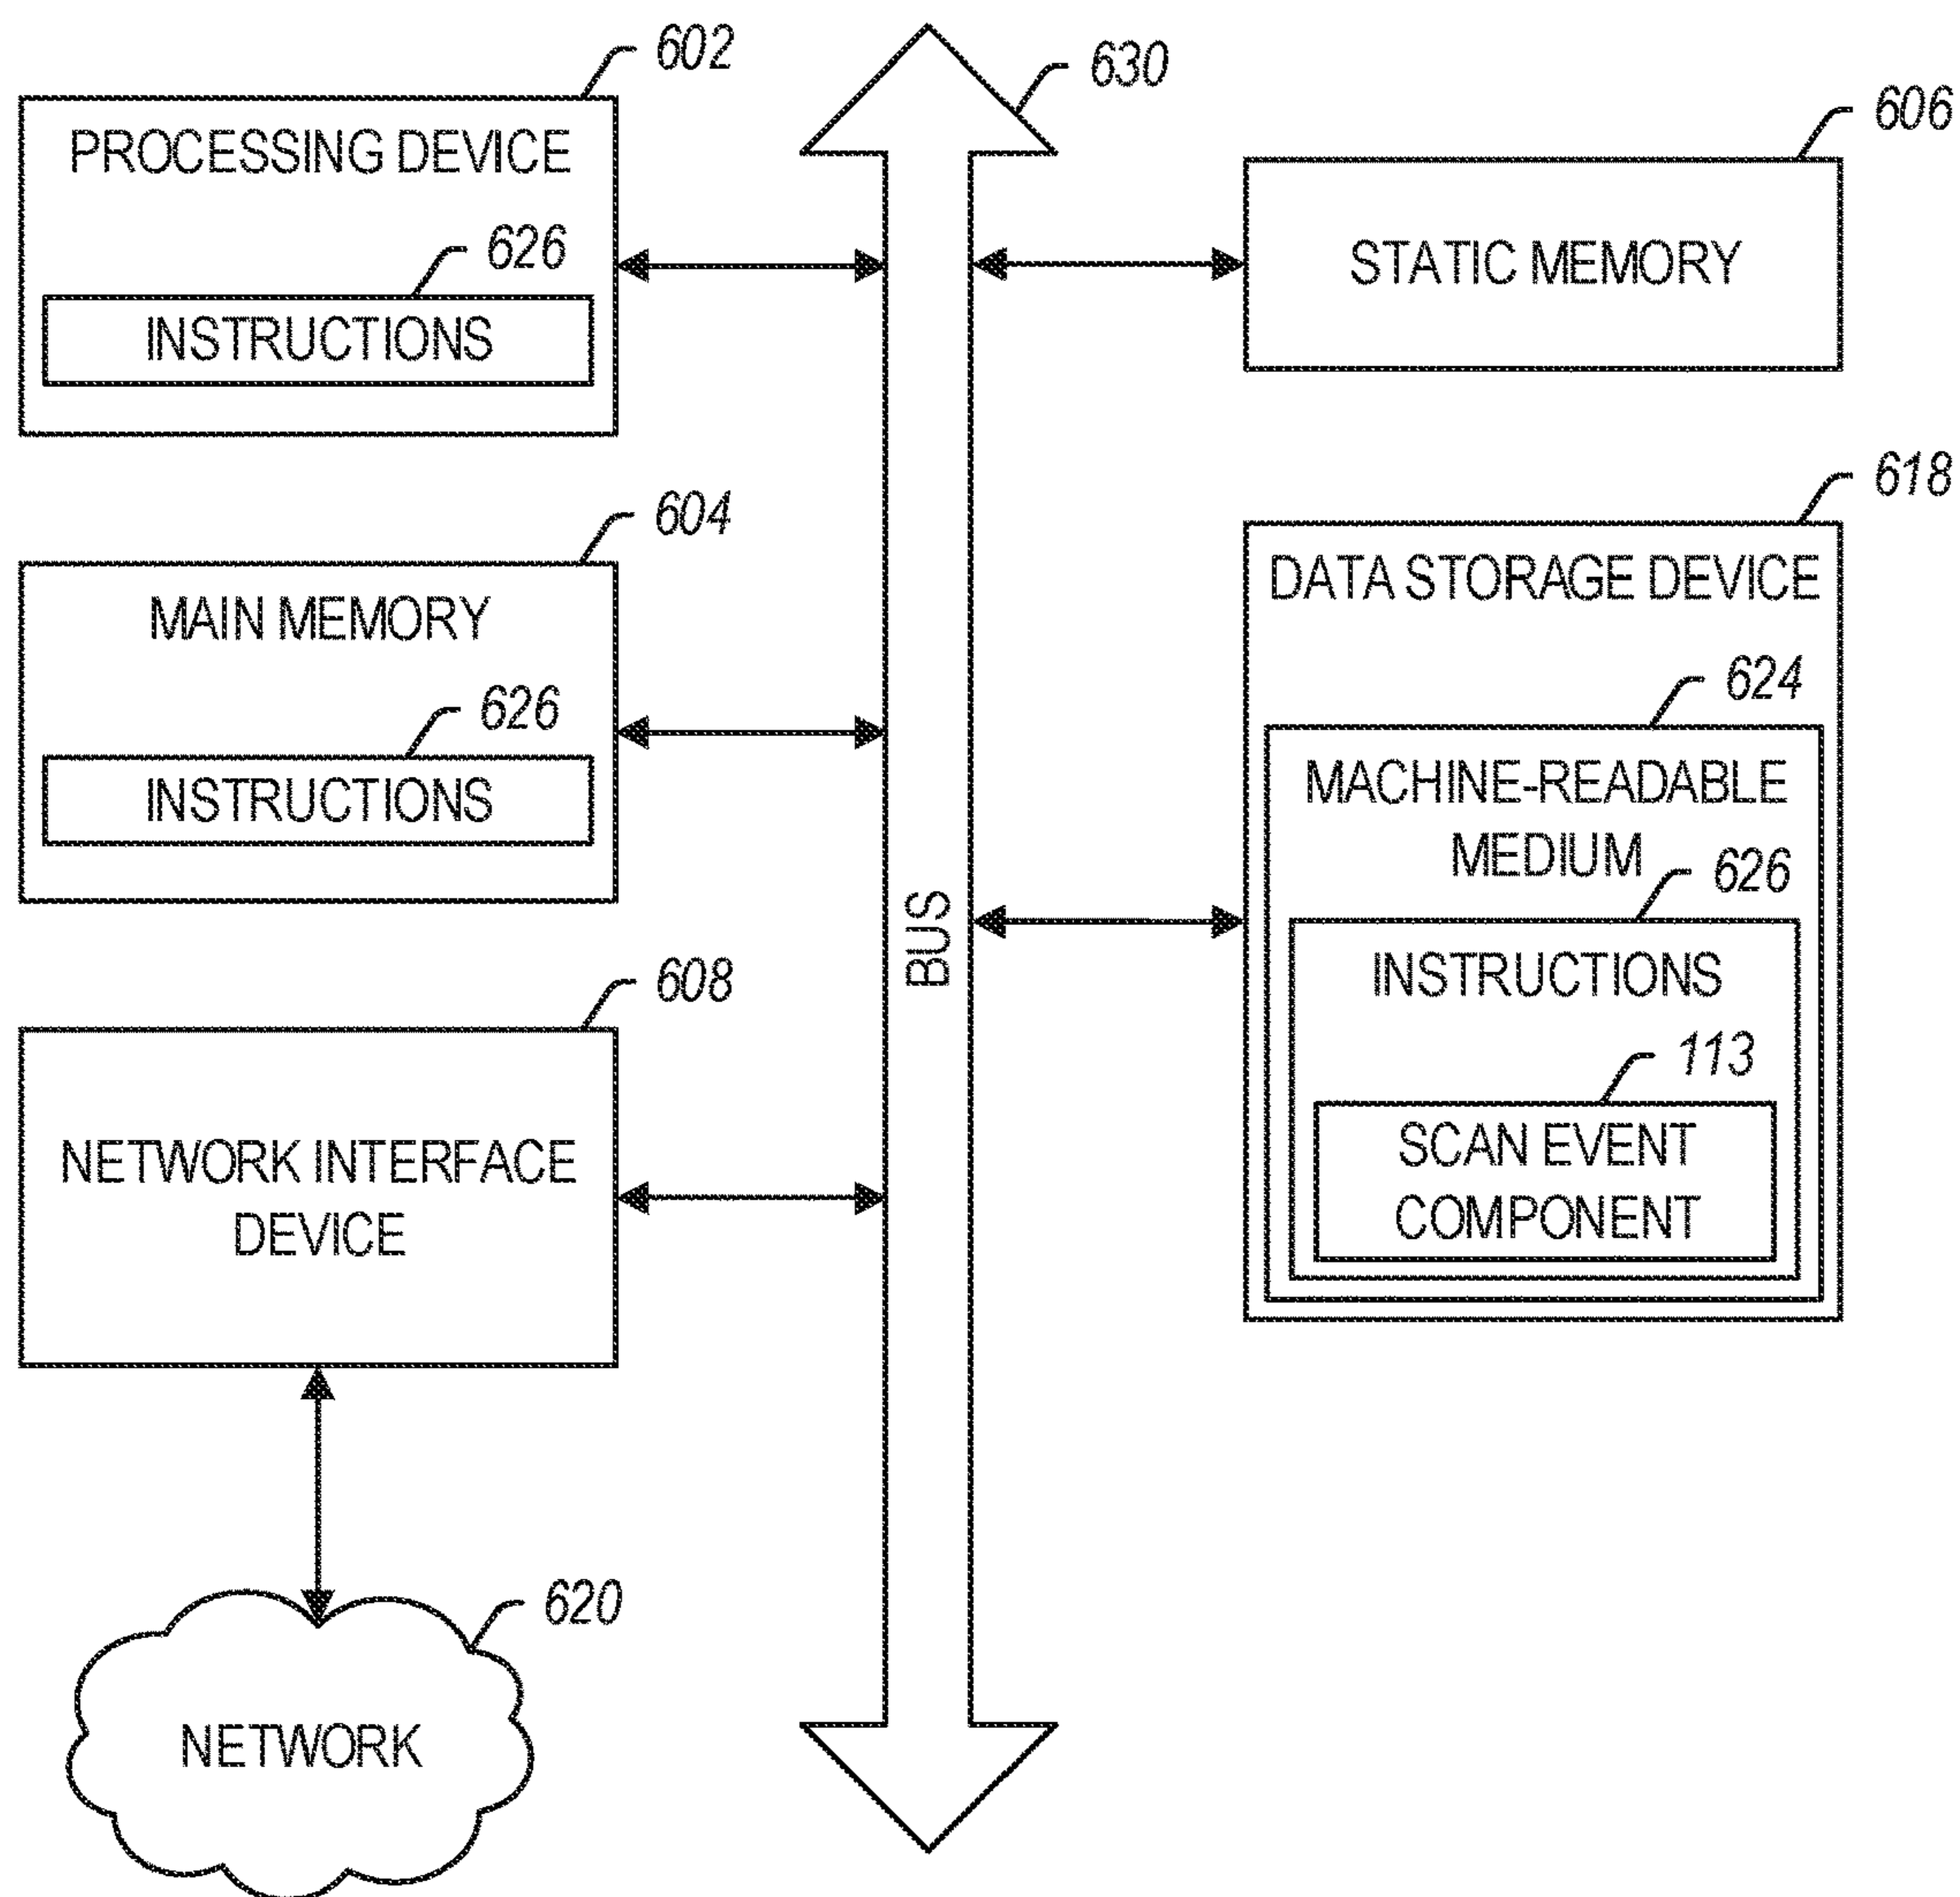 602
PROCESSING DEVICE
626
INSTRUCTIONS
604
MAIN MEMORY
626
INSTRUCTIONS
608
NETWORK INTERFACE
DEVICE
620
NETWORK
630
BUS
606
STATIC MEMORY
618
DATA STORAGE DEVICE
624
MACHINE-READABLE
MEDIUM
626
INSTRUCTIONS
113
SCAN EVENT
COMPONENT